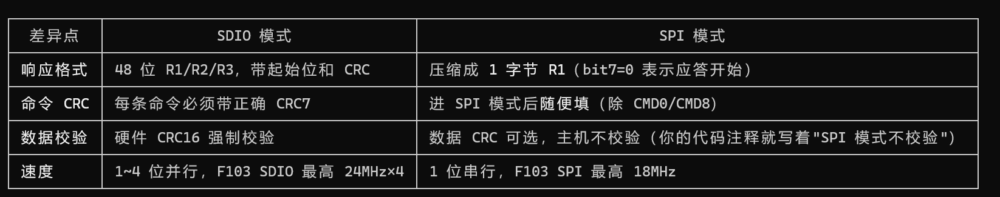 差异点 SDIO 模式 SPI 模式
响应格式 48 位 R1/R2/R3，带起始位和 CRC 压缩成 1 字节 R1（bit7=0 表示应答开始）
命令 CRC 每条命令必须带正确 CRC7 进 SPI 模式后随便填（除 CMD0/CMD8）
数据校验 硬件 CRC16 强制校验 数据 CRC 可选，主机不校验（你的代码注释就写着"SPI 模式不校验"）
速度 1~4 位并行，F103 SDIO 最高 24MHz×4 1 位串行，F103 SPI 最高 18MHz